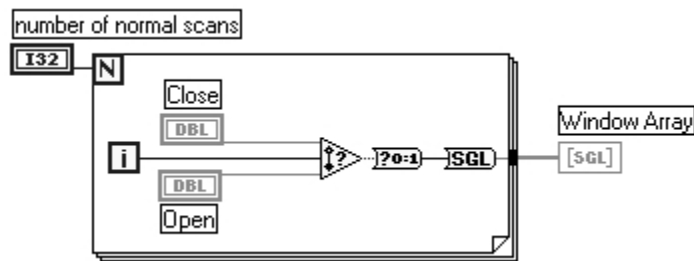 number of normal scans
I32
N
Close
DBL
Window Array
i
?
?0:1
SGL
[SGL]
DBL
Open